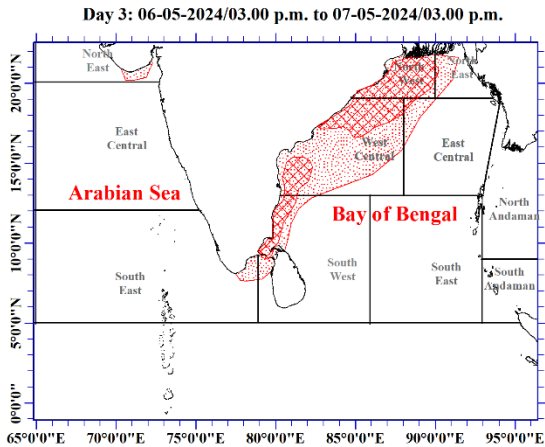 Day 3: 06-05-2024/03.00 p.m. to 07-05-2024/03.00 p.m.
North
East
North
West
North
East
20°0'0"N
East
Central
West
Central
East
Central
15°0'0"N
Arabian Sea
Bay of Bengal
North
Andaman
10°0'0"N
South
East
South
West
South
East
South
Andaman
5°0'0"N
0°0'0"
65°0'0"E 70°0'0"E 75°0'0"E 80°0'0"E 85°0'0"E 90°0'0"E 95°0'0"E